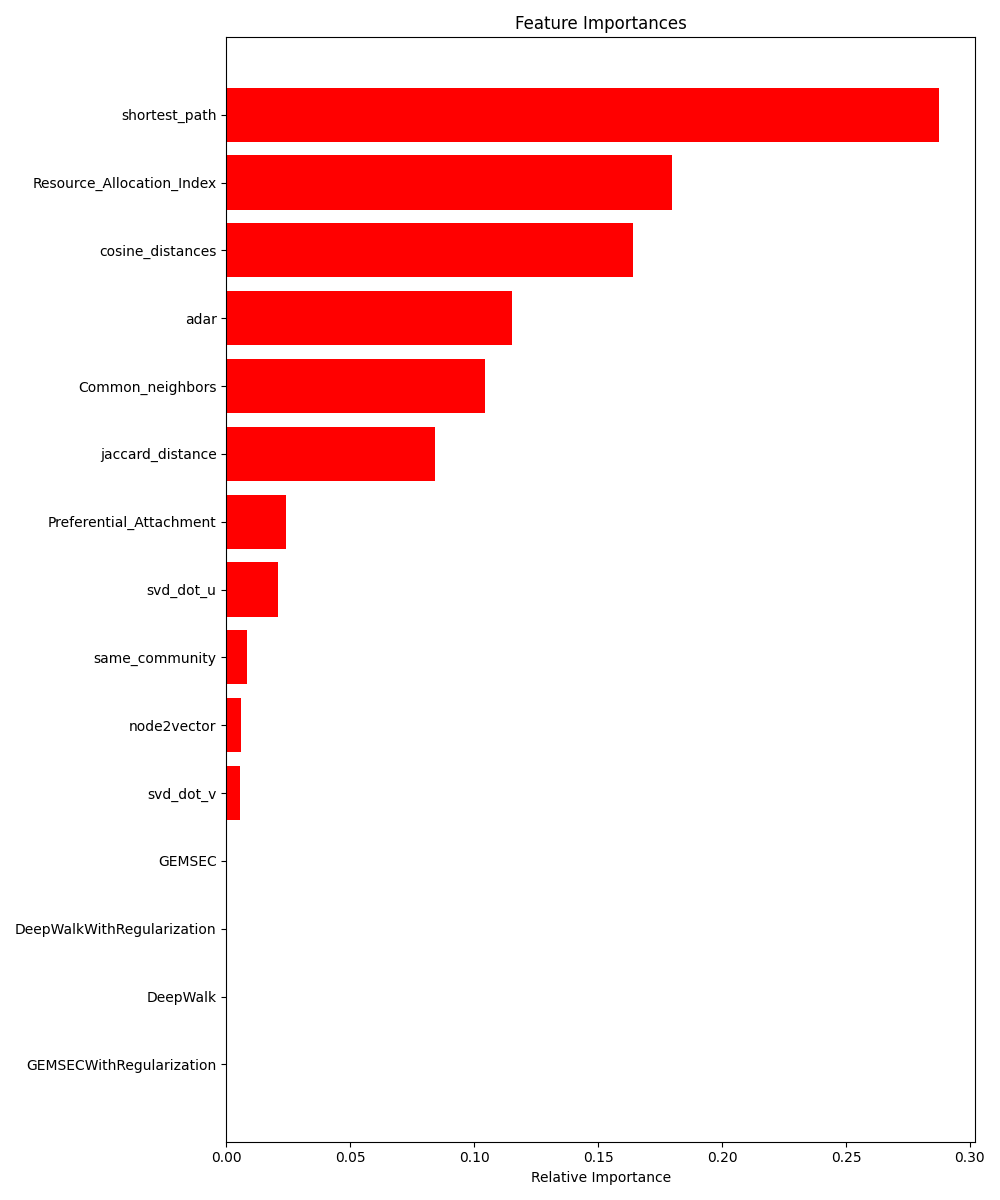 Feature Importances
shortest_path
Resource_Allocation_Index
cosine_distances
adar
Common_neighbors
jaccard_distance
Preferential_Attachment
svd_dot_u
same_community
node2vector
svd_dot_v
GEMSEC
DeepWalkWithRegularization
DeepWalk
GEMSECWithRegularization
0.00 0.05 0.10 0.15 0.20 0.25 0.30
Relative Importance